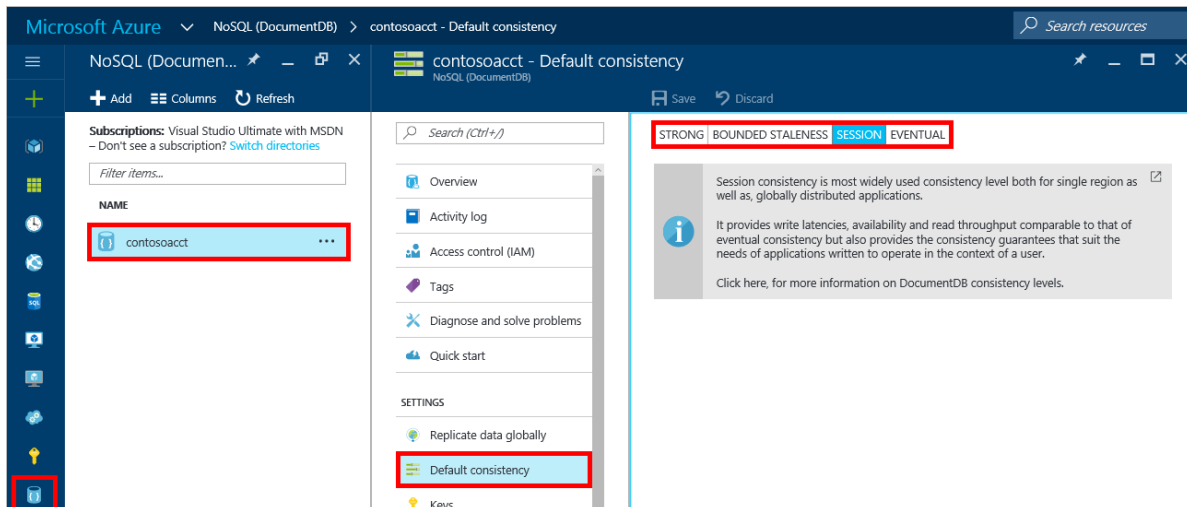 Microsoft Azure NoSQL (DocumentDB) > contosoacct - Default consistency Search resources
NoSQL (Documen...
Add Columns Refresh
Subscriptions: Visual Studio Ultimate with MSDN
– Don't see a subscription? Switch directories
Filter items...
NAME
contosoacct ...
SQL
contosoacct - Default consistency
NoSQL (DocumentDB)
Save Discard
Search (Ctrl+/)
Overview
Activity log
Access control (IAM)
Tags
Diagnose and solve problems
Quick start
SETTINGS
Replicate data globally
Default consistency
Keys
STRONG BOUNDED STALENESS SESSION EVENTUAL
Session consistency is most widely used consistency level both for single region as
well as, globally distributed applications.
It provides write latencies, availability and read throughput comparable to that of
eventual consistency but also provides the consistency guarantees that suit the
needs of applications written to operate in the context of a user.
Click here, for more information on DocumentDB consistency levels.